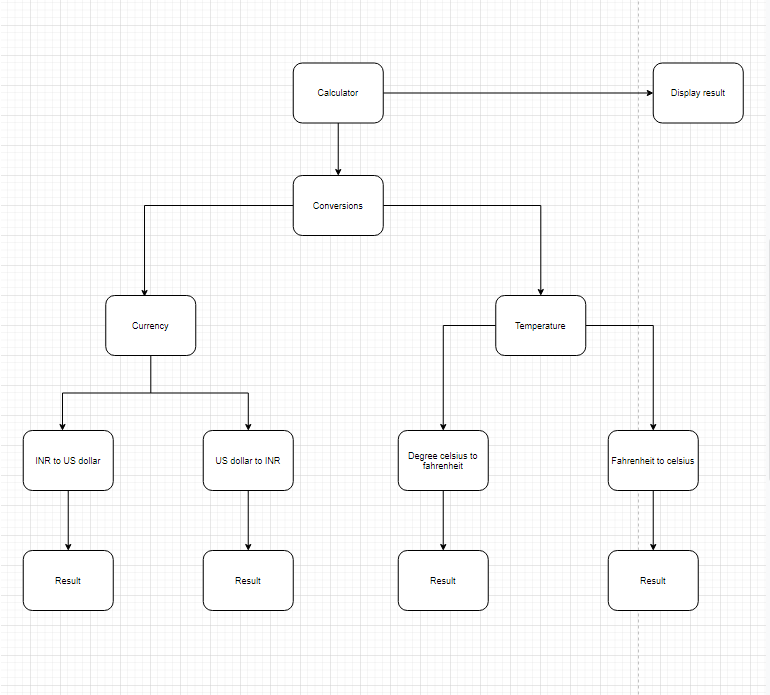 Calculator
Display result
Conversions
Currency
Temperature
INR to US dollar
US dollar to INR
Degree celsius to
fahrenheit
Fahrenheit to celsius
Result
Result
Result
Result